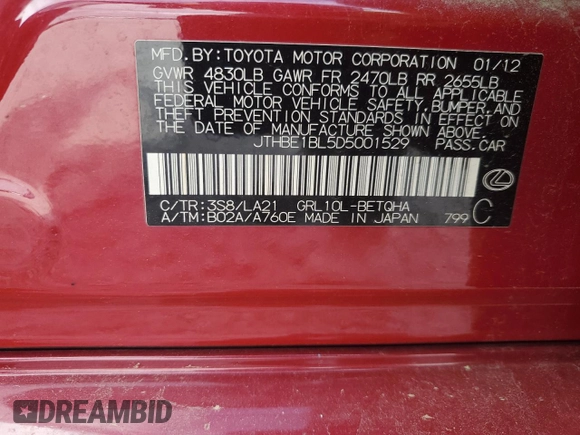 MFD.BY:TOYOTA MOTOR CORPORATION 01/12
GVWR 4830LB GAWR FR 2470LB RR 2655LB
THIS VEHICLE CONFORMS TO ALL APPLICABLE
FEDERAL MOTOR VEHICLE SAFETY,BUMPER,AND
THEFT PREVENTION STANDARDS IN EFFECT ON
THE DATE OF MANUFACTURE SHOWN ABOVE.
JTHBE1BL5D5001529 PASS.CAR
C/TR:3S8/LA21 GRL10L-BETQHA
A/TM:B02A/A760E MADE IN JAPAN 799 C
DREAMBID